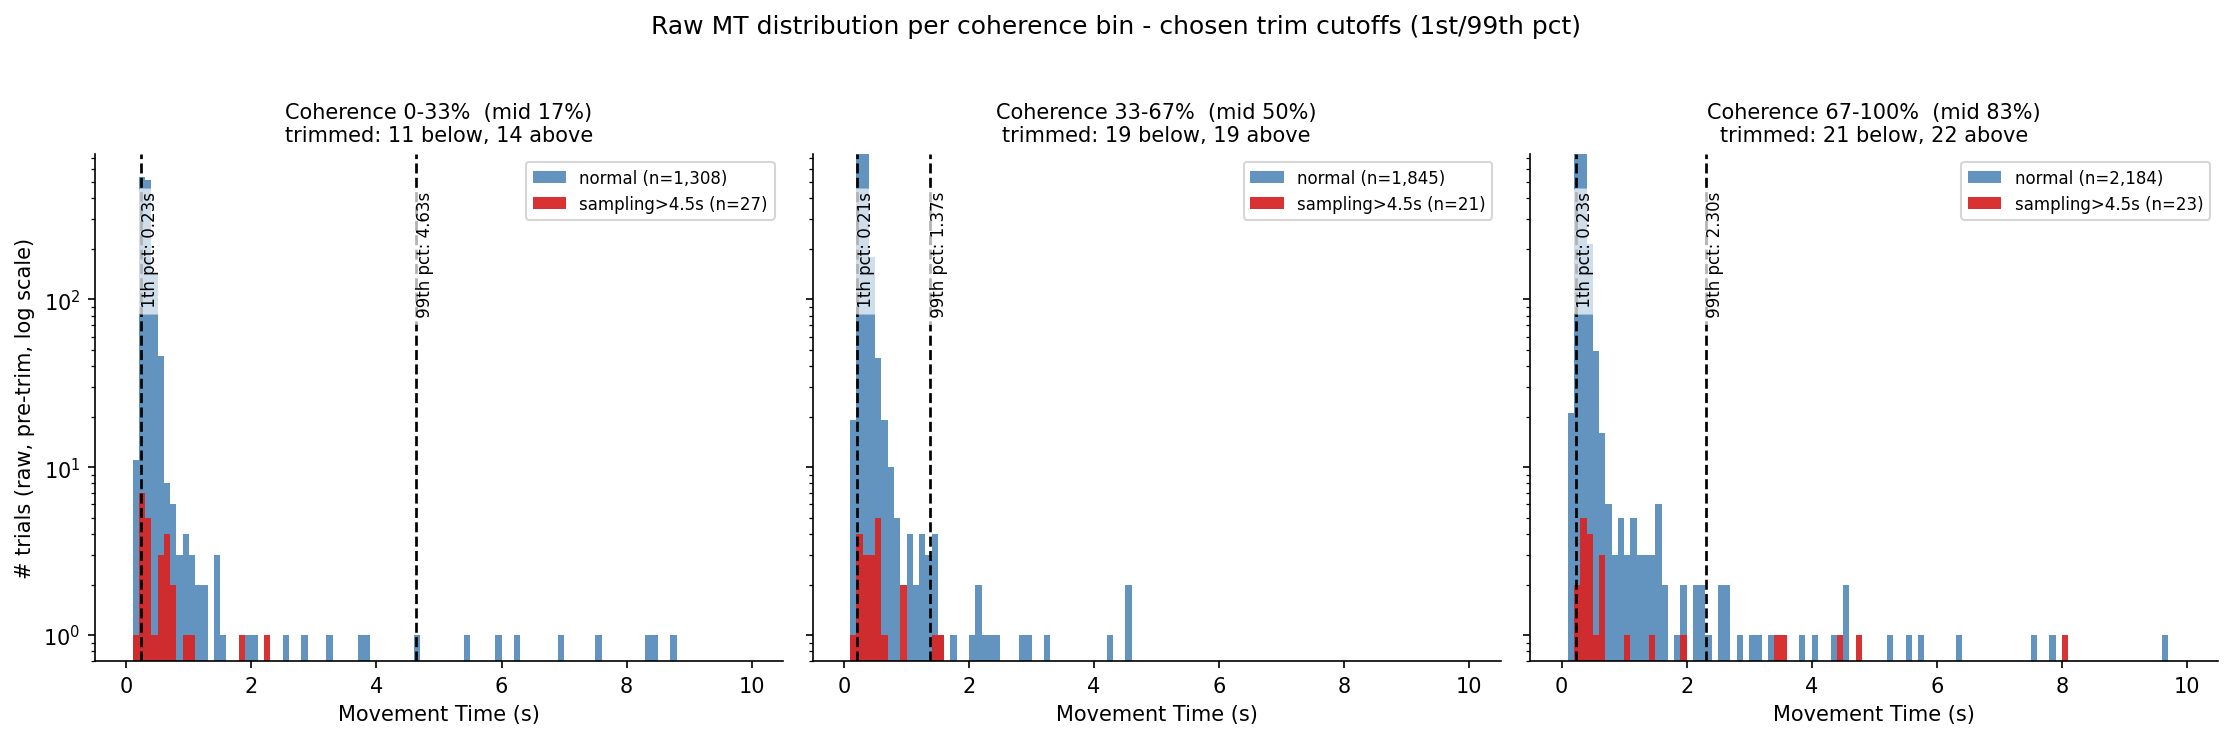 Raw MT distribution per coherence bin - chosen trim cutoffs (1st/99th pct)
Coherence 0-33%  (mid 17%)
trimmed: 11 below, 14 above
normal (n=1,308)
sampling>4.5s (n=27)
1th pct: 0.23s
99th pct: 4.63s
# trials (raw, pre-trim, log scale)
10²
10¹
10⁰
0 2 4 6 8 10
Movement Time (s)
Coherence 33-67%  (mid 50%)
trimmed: 19 below, 19 above
normal (n=1,845)
sampling>4.5s (n=21)
1th pct: 0.21s
99th pct: 1.37s
0 2 4 6 8 10
Movement Time (s)
Coherence 67-100%  (mid 83%)
trimmed: 21 below, 22 above
normal (n=2,184)
sampling>4.5s (n=23)
1th pct: 0.23s
99th pct: 2.30s
0 2 4 6 8 10
Movement Time (s)